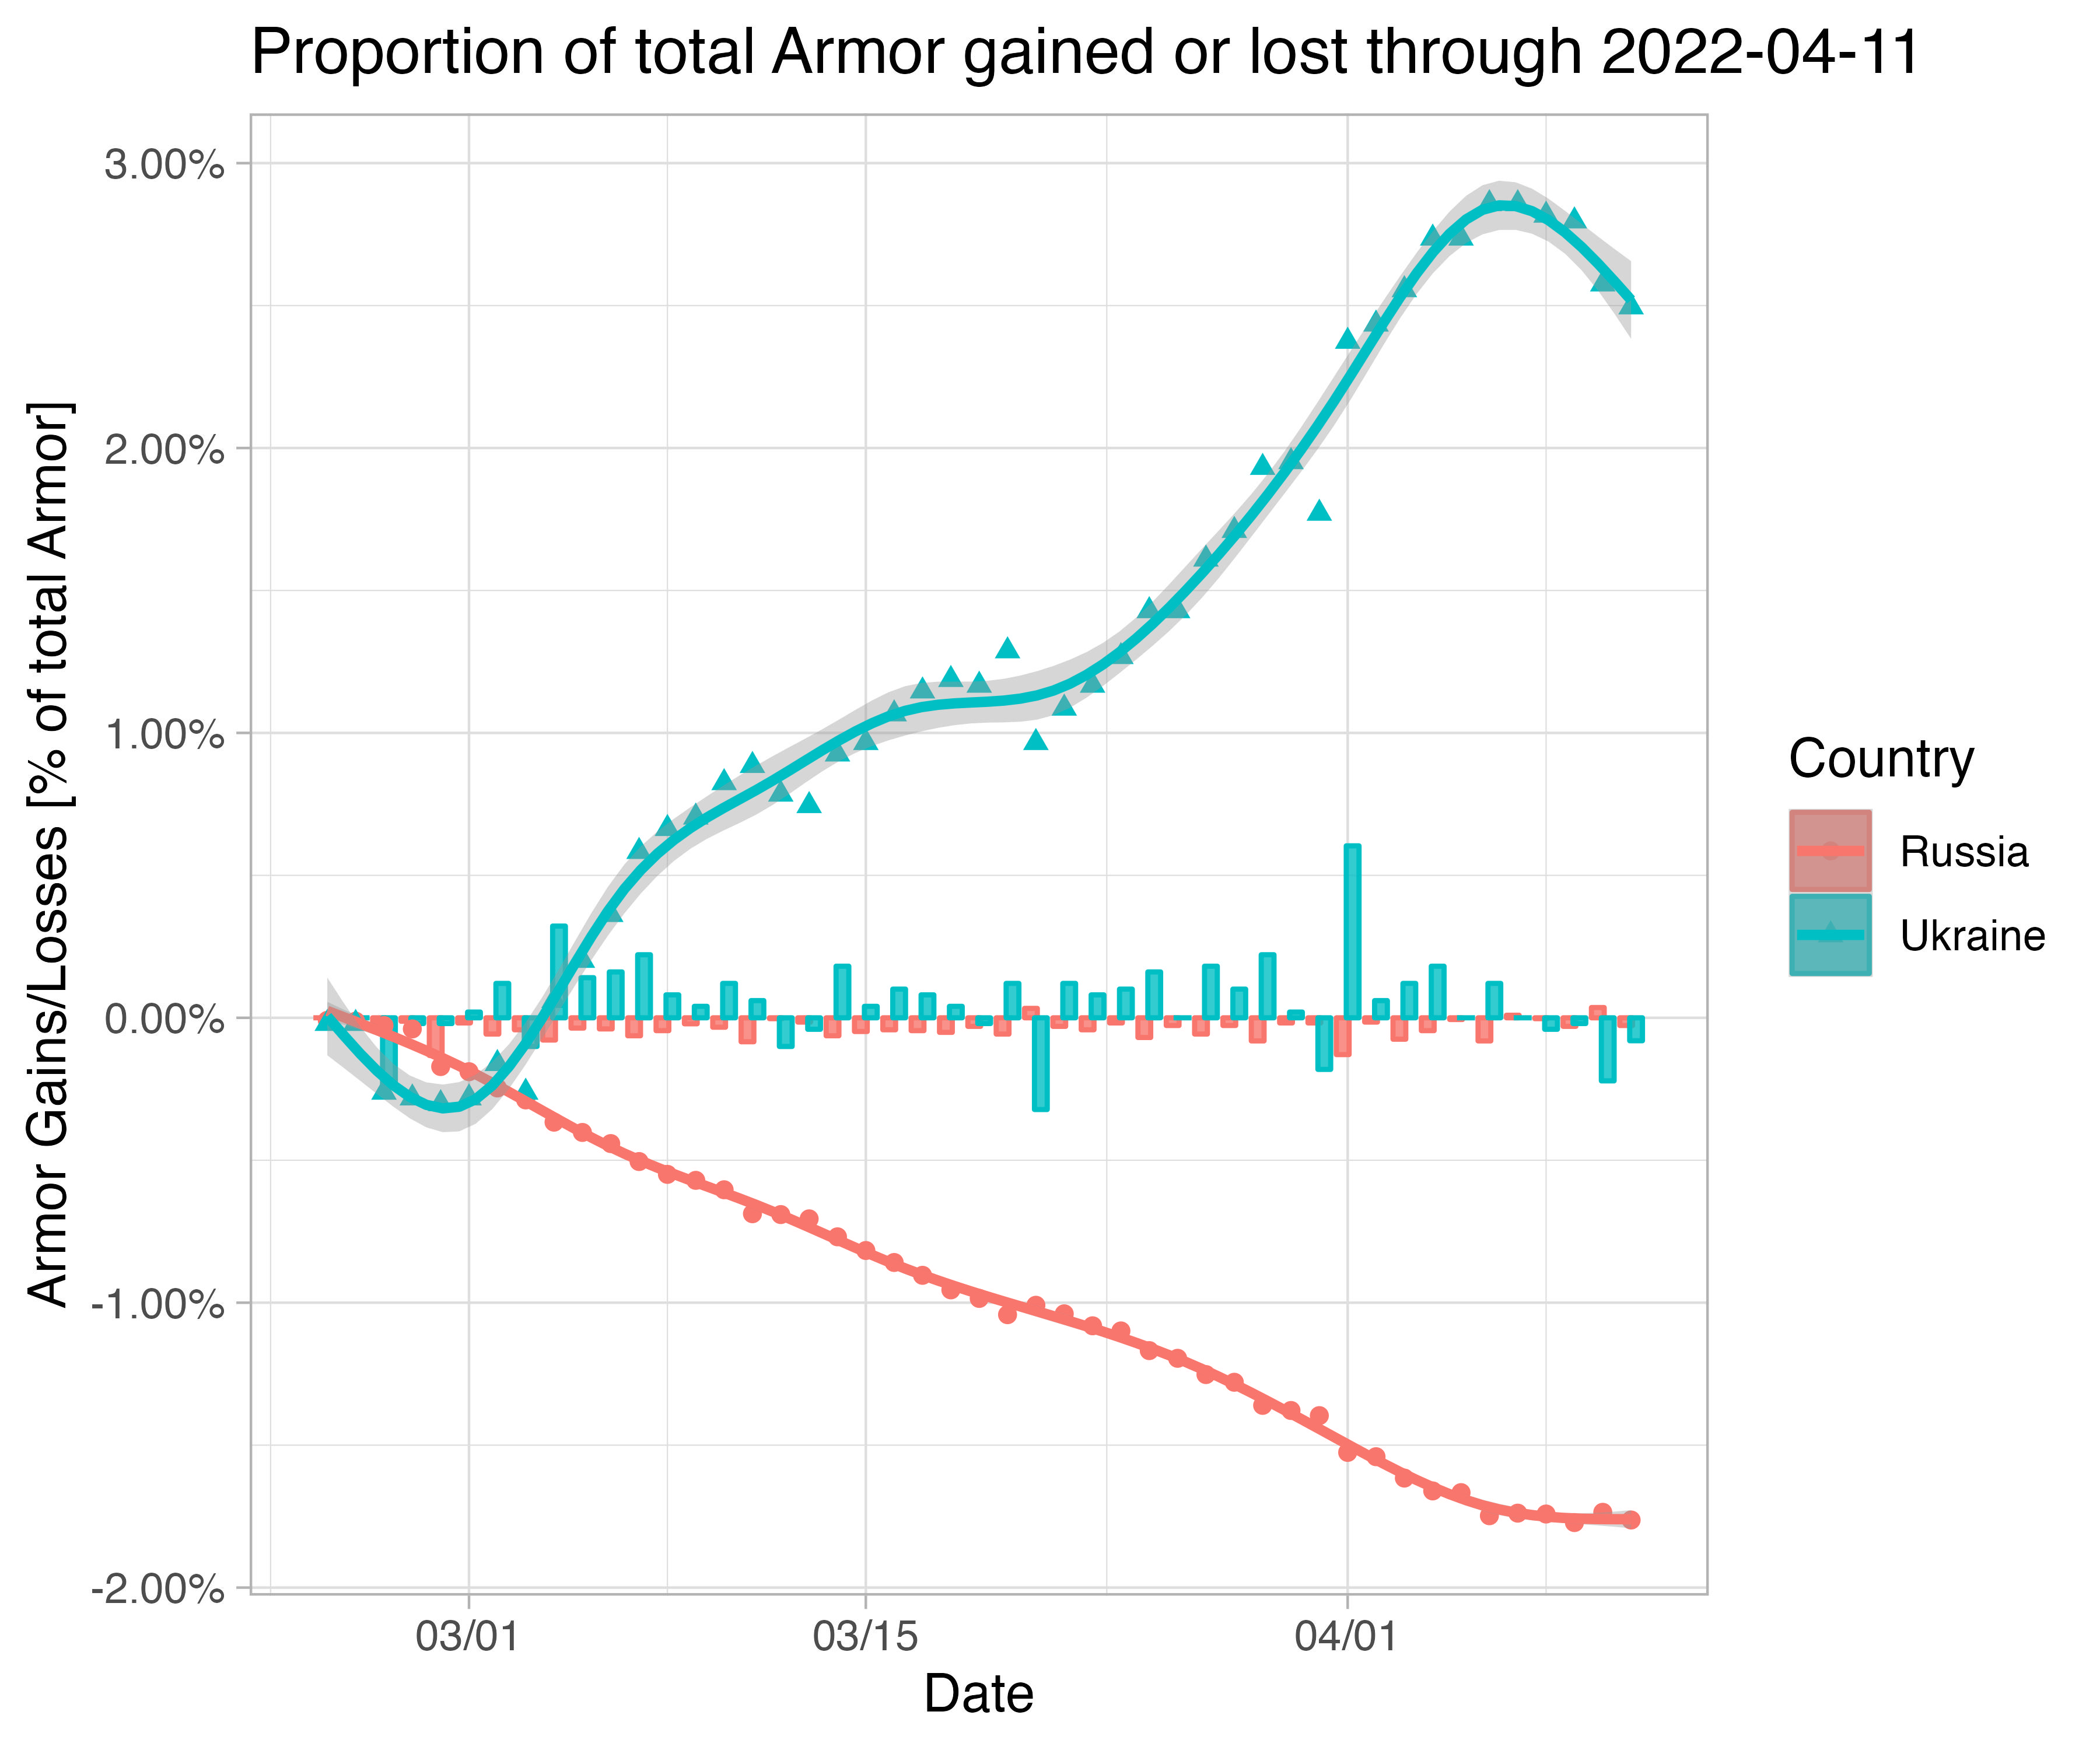 Proportion of total Armor gained or lost through 2022-04-11
Armor Gains/Losses [% of total Armor]
3.00%
2.00%
1.00%
0.00%
-1.00%
-2.00%
03/01
03/15
04/01
Date
Country
Russia
Ukraine